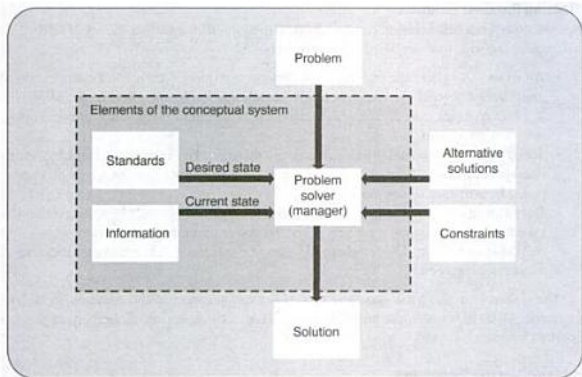 Problem
Elements of the conceptual system
Standards
Desired state
Alternative
solutions
Problem
solver
(manager)
Current state
Information
Constraints
Solution